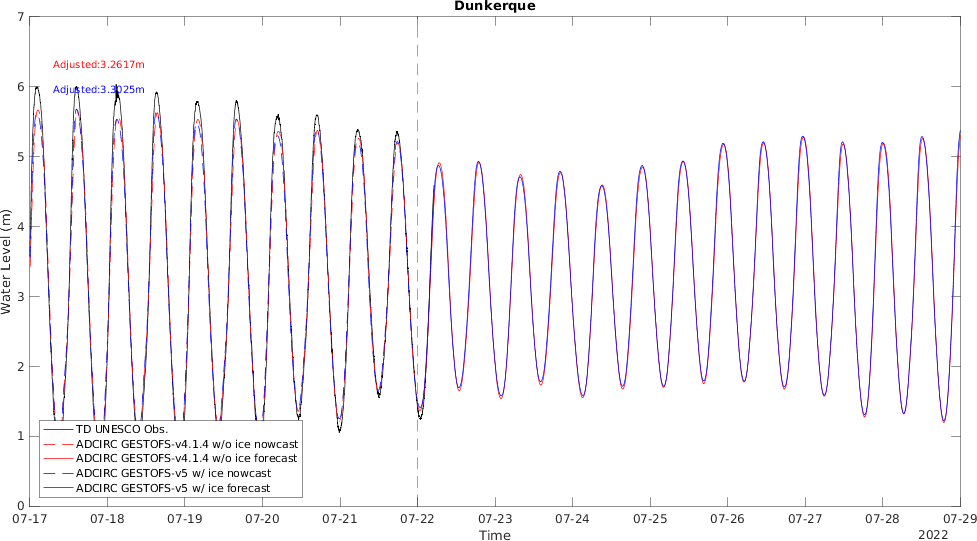 Dunkerque
7
6
5
4
3
2
1
0
Water Level (m)
Adjusted:3.2617m
Adjusted:3.3025m
TD UNESCO Obs.
ADCIRC GESTOFS-v4.1.4 w/o ice nowcast
ADCIRC GESTOFS-v4.1.4 w/o ice forecast
ADCIRC GESTOFS-v5 w/ ice nowcast
ADCIRC GESTOFS-v5 w/ ice forecast
07-17 07-18 07-19 07-20 07-21 07-22 07-23 07-24 07-25 07-26 07-27 07-28 07-29
Time
2022